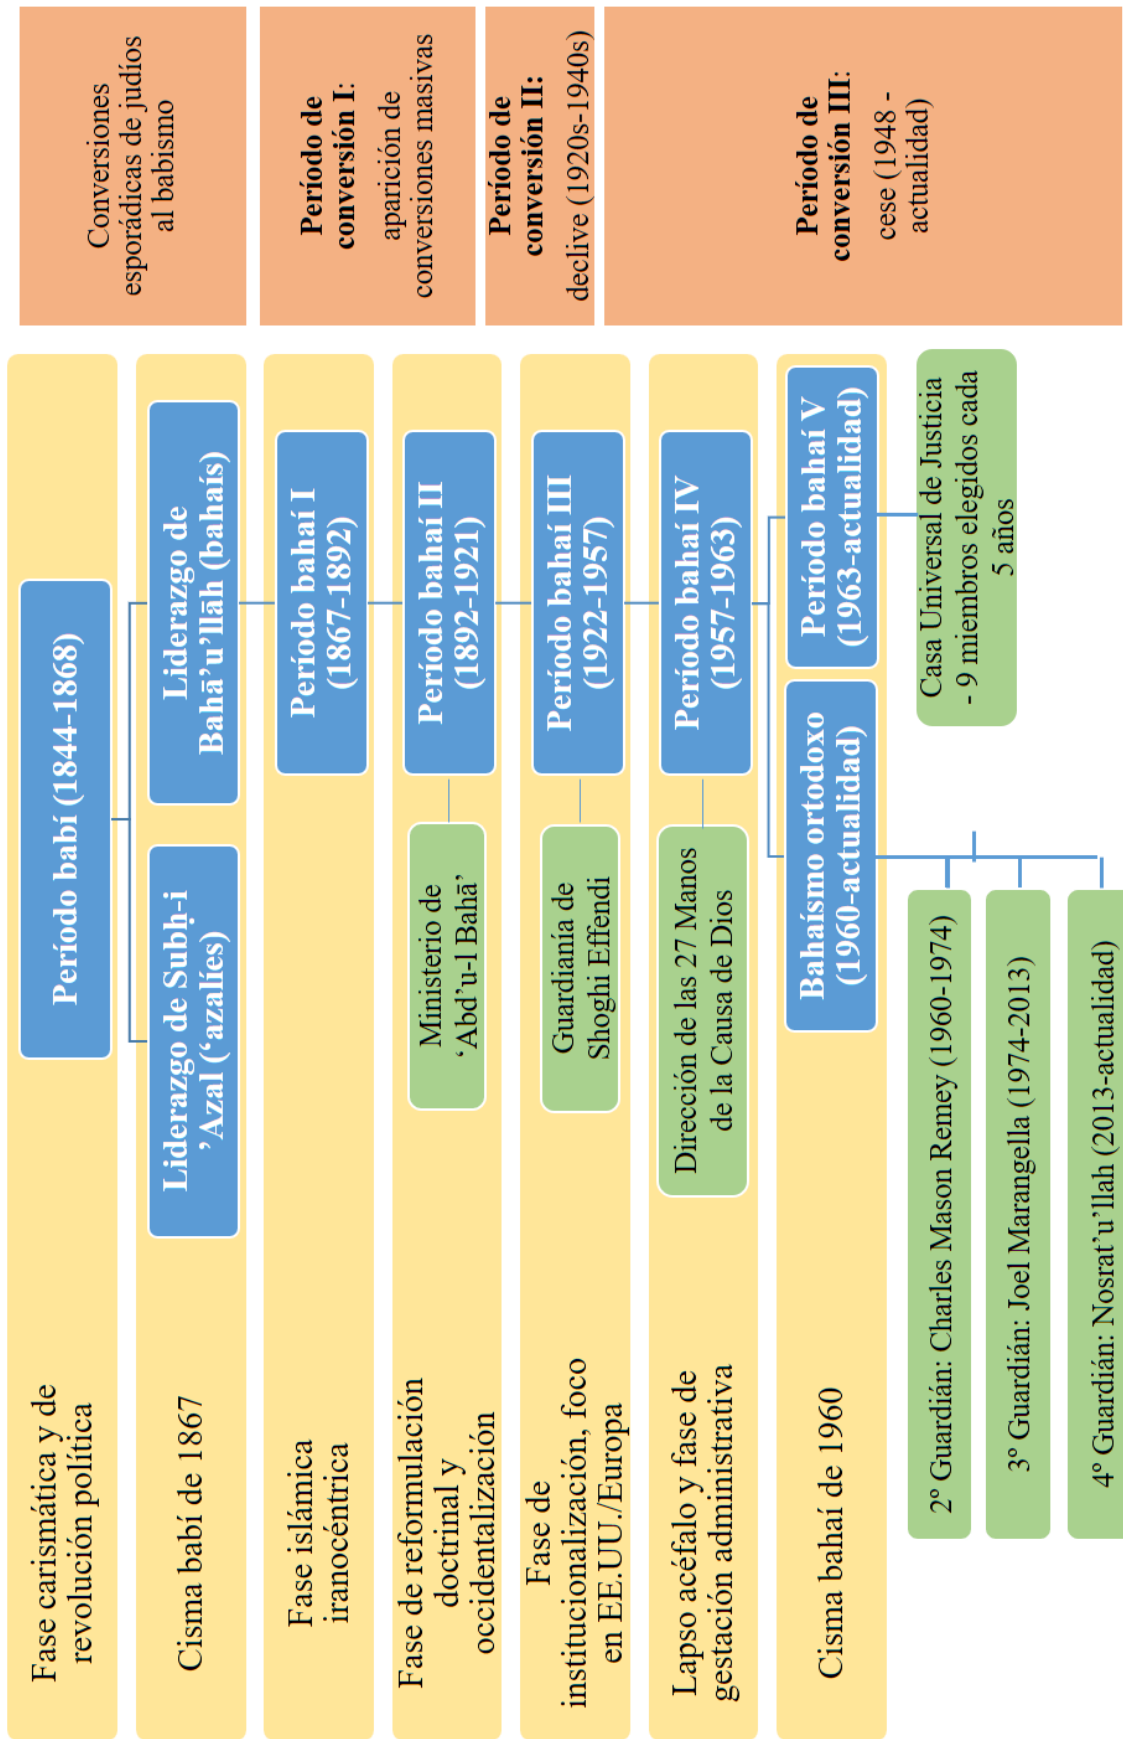 Fase carismática y de
revolución política
Período babí (1844-1868)
Conversiones
esporádicas de judíos
al babismo
Cisma babí de 1867
Liderazgo de Subḥ-i
’Azal (‘azalíes)
Liderazgo de
Bahā’u’llāh (bahaís)
Fase islámica
iranocéntrica
Período bahaí I
(1867-1892)
Período de
conversión I:
aparición de
conversiones masivas
Fase de reformulación
doctrinal y
occidentalización
Ministerio de
‘Abd’u-l Bahā’
Período bahaí II
(1892-1921)
Fase de
institucionalización, foco
en EE.UU./Europa
Guardianía de
Shoghi Effendi
Período bahaí III
(1922-1957)
Período de
conversión II:
declive (1920s-1940s)
Lapso acéfalo y fase de
gestación administrativa
Dirección de las 27 Manos
de la Causa de Dios
Período bahaí IV
(1957-1963)
Período de
conversión III:
cese (1948 -
actualidad)
Cisma bahaí de 1960
Bahaísmo ortodoxo
(1960-actualidad)
Período bahaí V
(1963-actualidad)
2º Guardián: Charles Mason Remey (1960-1974)
3º Guardián: Joel Marangella (1974-2013)
4º Guardián: Nosrat’u’llah (2013-actualidad)
Casa Universal de Justicia
- 9 miembros elegidos cada
5 años